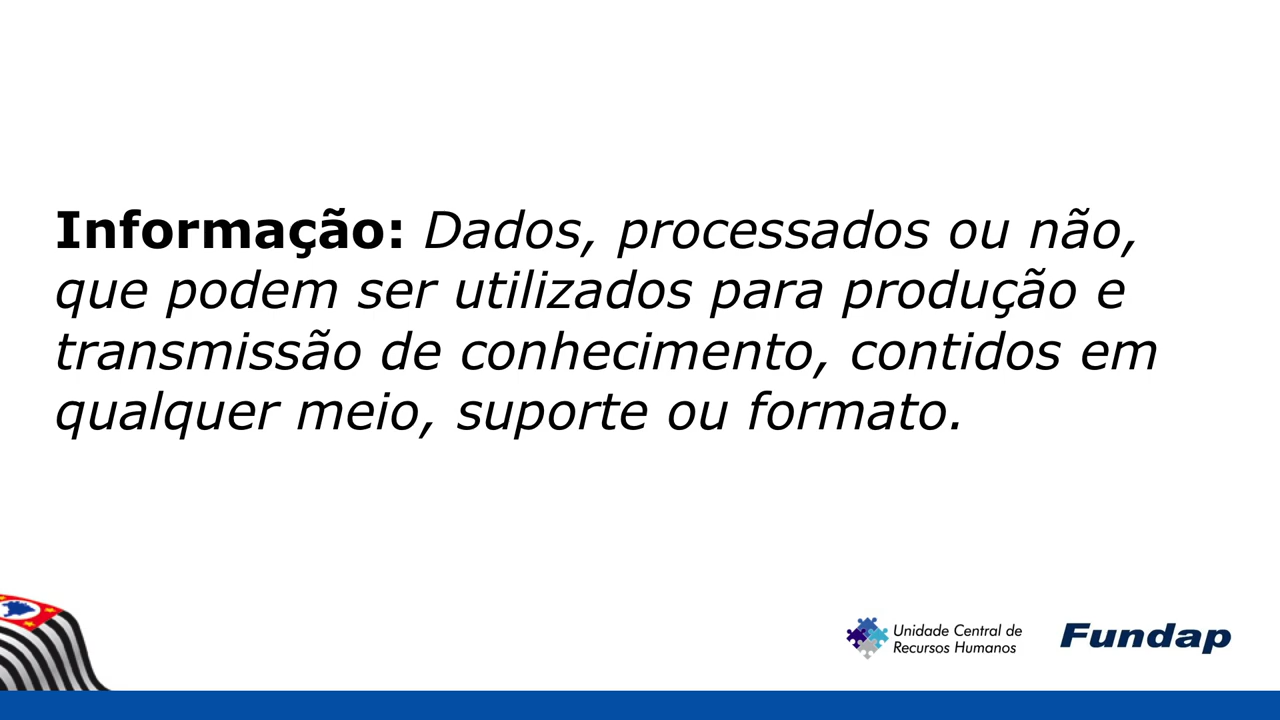 Informação: Dados, processados ou não,
que podem ser utilizados para produção e
transmissão de conhecimento, contidos em
qualquer meio, suporte ou formato.
Unidade Central de
Recursos Humanos
Fundap